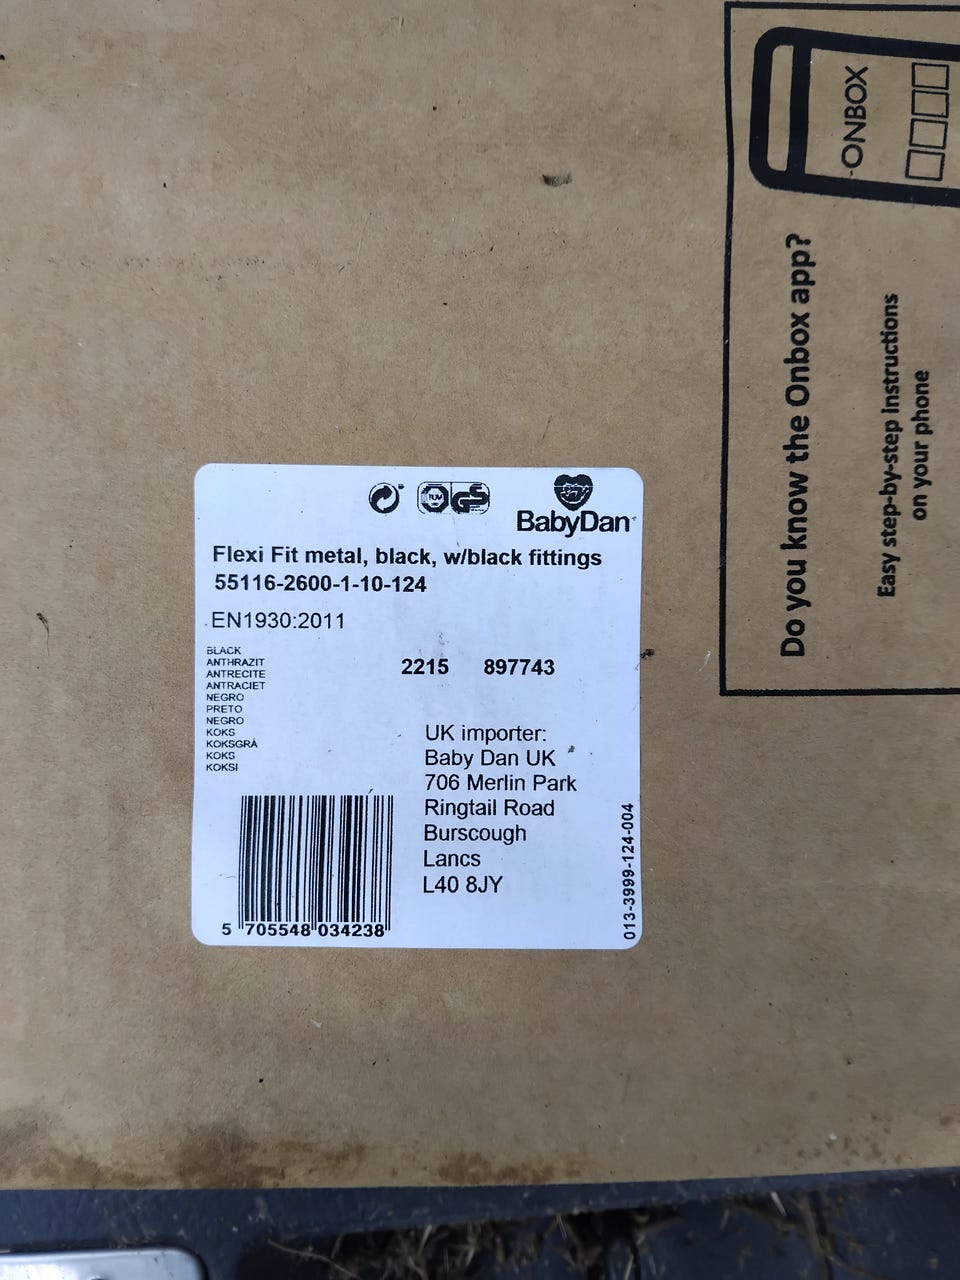 TUV
GS
BabyDan
Flexi Fit metal, black, w/black fittings
55116-2600-1-10-124
EN1930:2011
BLACK
ANTHRAZIT
ANTRECITE
ANTRACIET
NEGRO
PRETO
NEGRO
KOKS
KOKSGRÅ
KOKS
KOKSI
2215 897743
UK importer:
Baby Dan UK
706 Merlin Park
Ringtail Road
Burscough
Lancs
L40 8JY
5 705548 034238
013-3999-124-004
Do you know the Onbox app?
Easy step-by-step instructions
on your phone
-ONBOX